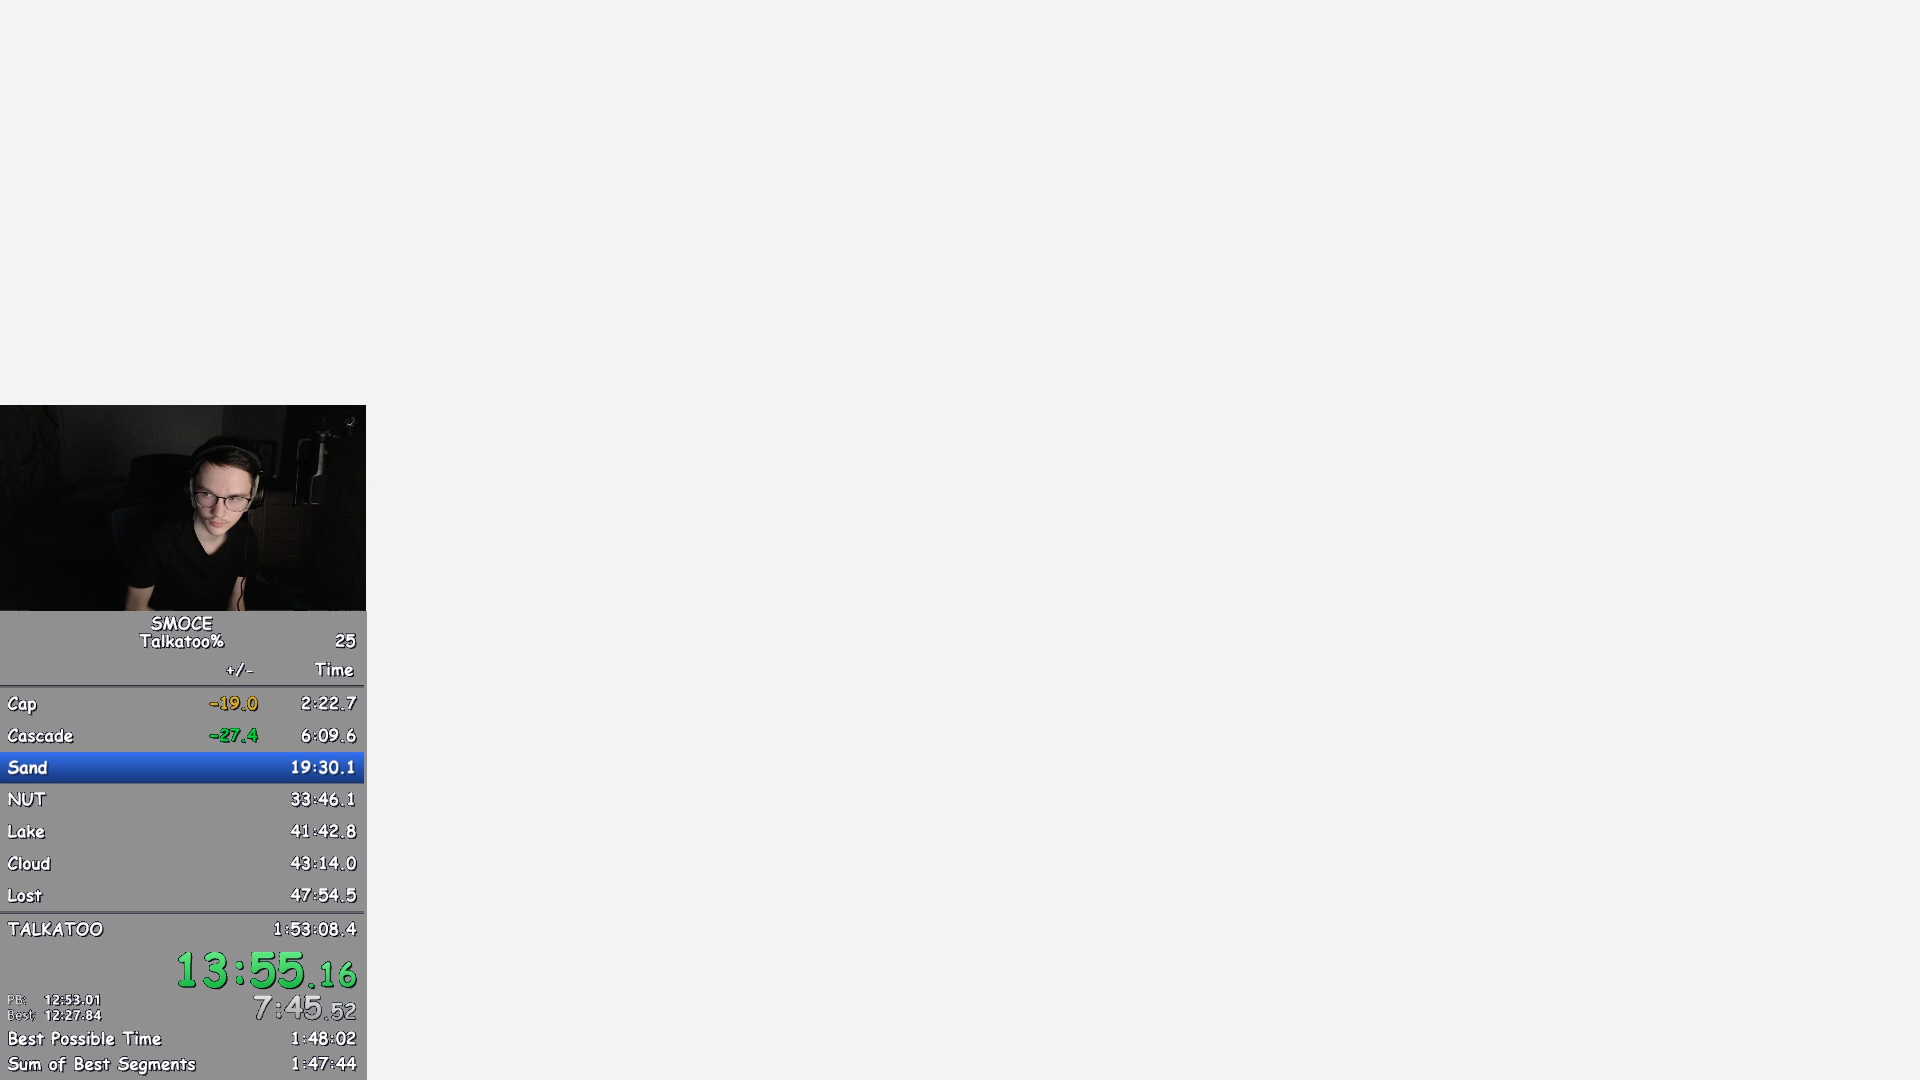 SMOCE
Talkatoo% 25
+/- Time
Cap -19.0 2:22.7
Cascade -27.4 6:09.6
Sand 19:30.1
NUT 33:46.1
Lake 41:42.8
Cloud 43:14.0
Lost 47:54.5
TALKATOO 1:53:08.4
13:55.16
PB: 12:53.01 7:45.52
Best: 12:27.84
Best Possible Time 1:48:02
Sum of Best Segments 1:47:44